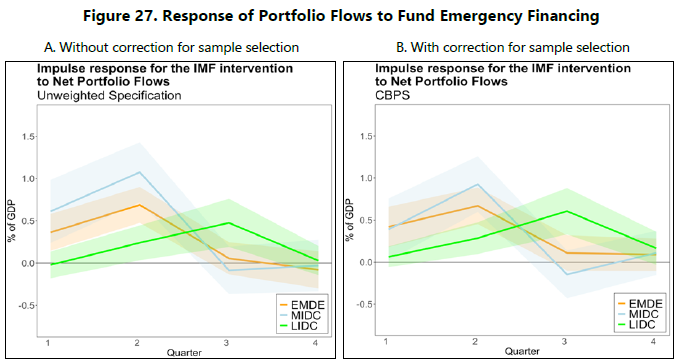 Figure 27. Response of Portfolio Flows to Fund Emergency Financing
A. Without correction for sample selection
B. With correction for sample selection
Impulse response for the IMF intervention
to Net Portfolio Flows
Unweighted Specification
% of GDP
1.5
1.0
0.5
0.0
-0.5
1
2
3
4
Quarter
EMDE
MIDC
LIDC
Impulse response for the IMF intervention
to Net Portfolio Flows
CBPS
% of GDP
1.5
1.0
0.5
0.0
-0.5
1
2
3
4
Quarter
EMDE
MIDC
LIDC